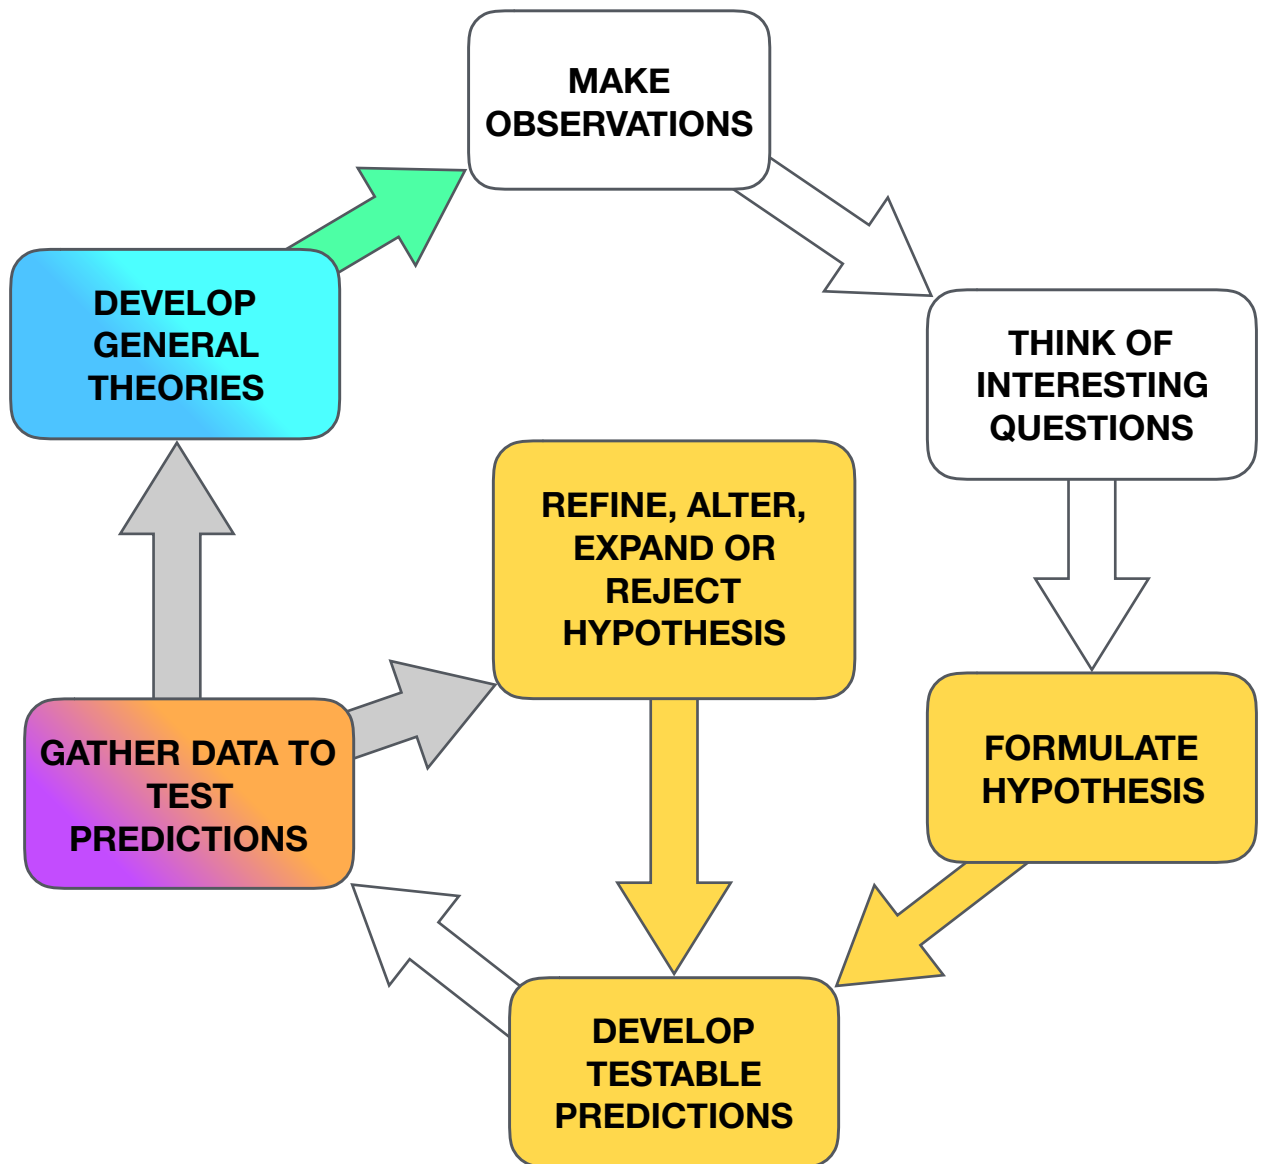 MAKE
OBSERVATIONS
THINK OF
INTERESTING
QUESTIONS
FORMULATE
HYPOTHESIS
DEVELOP
TESTABLE
PREDICTIONS
GATHER DATA TO
TEST
PREDICTIONS
REFINE, ALTER,
EXPAND OR
REJECT
HYPOTHESIS
DEVELOP
GENERAL
THEORIES